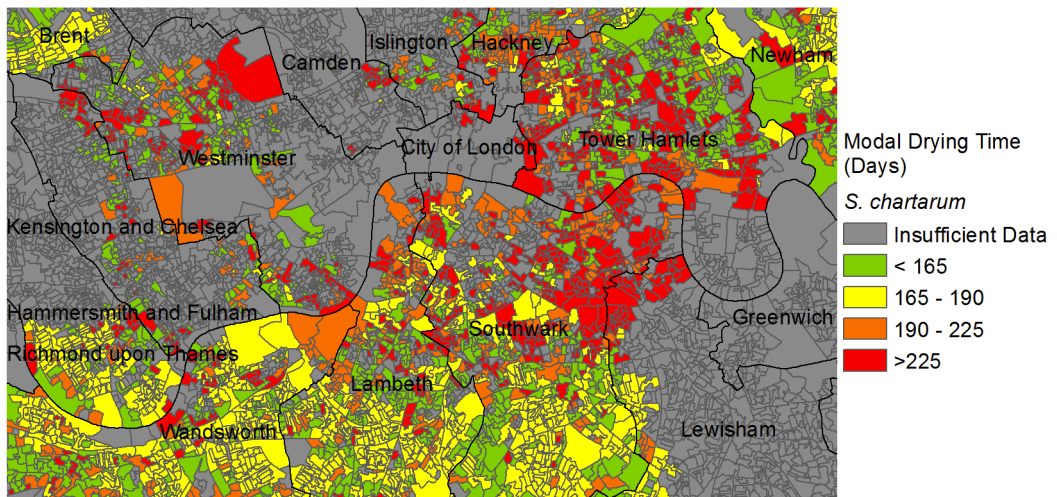 Brent
Islington
Hackney
Newham
Camden
Westminster
City of London
Tower Hamlets
Kensington and Chelsea
Hammersmith and Fulham
Southwark
Greenwich
Richmond upon Thames
Lambeth
Wandsworth
Lewisham
Modal Drying Time
(Days)
S. chartarum
Insufficient Data
< 165
165 - 190
190 - 225
>225